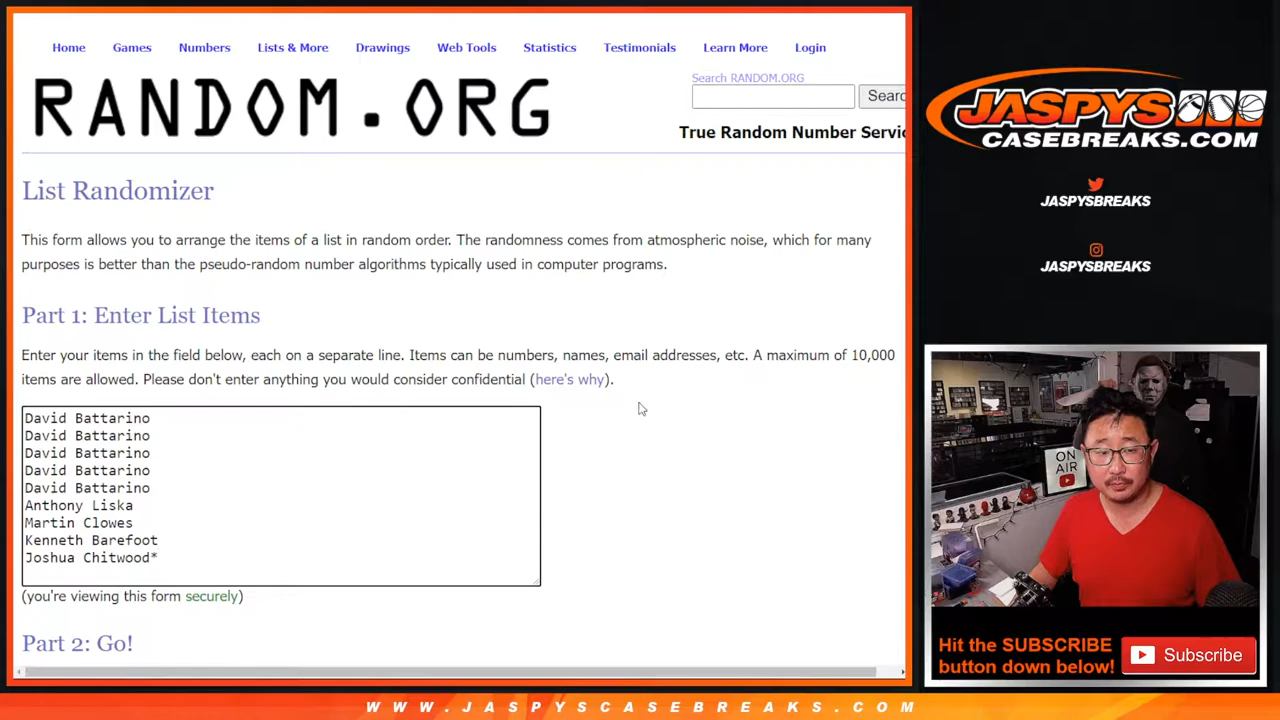 Home Games Numbers Lists & More Drawings Web Tools Statistics Testimonials Learn More Login
RANDOM.ORG
Search RANDOM.ORG
Searc
True Random Number Servic
List Randomizer
This form allows you to arrange the items of a list in random order. The randomness comes from atmospheric noise, which for many
purposes is better than the pseudo-random number algorithms typically used in computer programs.
Part 1: Enter List Items
Enter your items in the field below, each on a separate line. Items can be numbers, names, email addresses, etc. A maximum of 10,000
items are allowed. Please don't enter anything you would consider confidential (here's why).
David Battarino
David Battarino
David Battarino
David Battarino
David Battarino
Anthony Liska
Martin Clowes
Kenneth Barefoot
Joshua Chitwood*
(you're viewing this form securely)
Part 2: Go!
JASPYS
CASEBREAKS.COM
JASPYSBREAKS
JASPYSBREAKS
ON
AIR
Hit the SUBSCRIBE
button down below!
Subscribe
WWW.JASPYSCASEBREAKS.COM